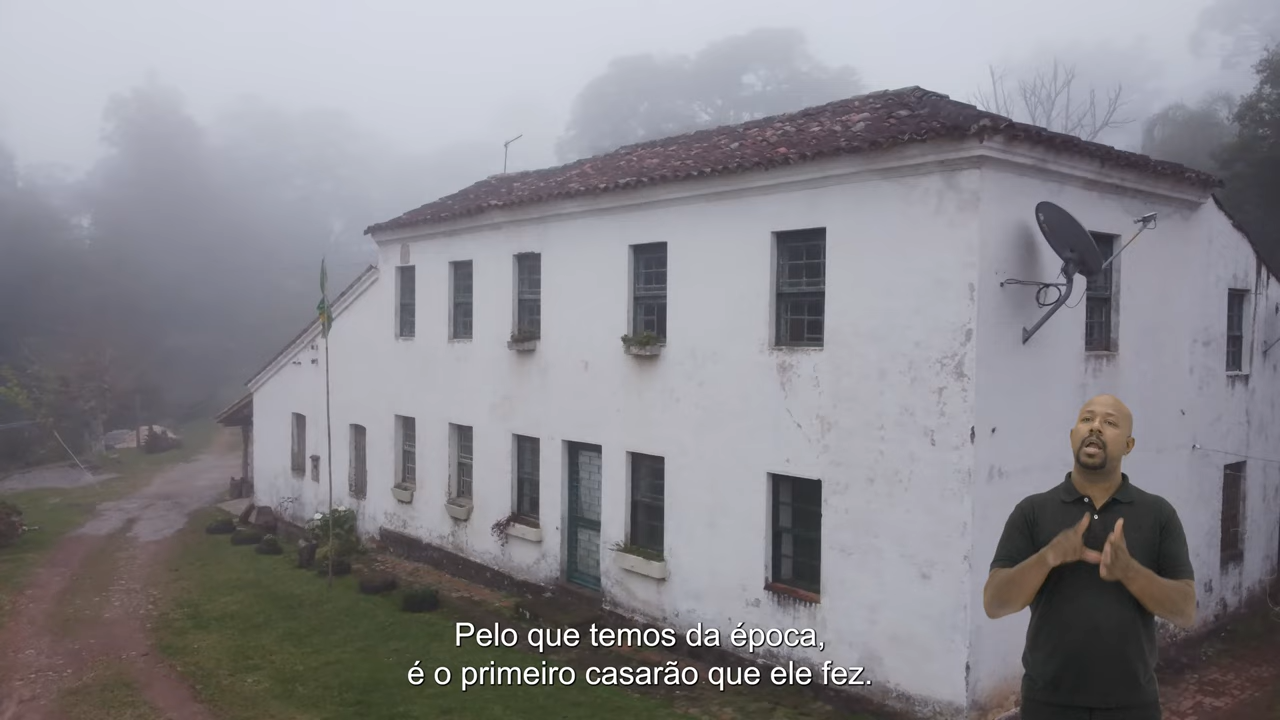 Pelo que temos da época,
é o primeiro casarão que ele fez.